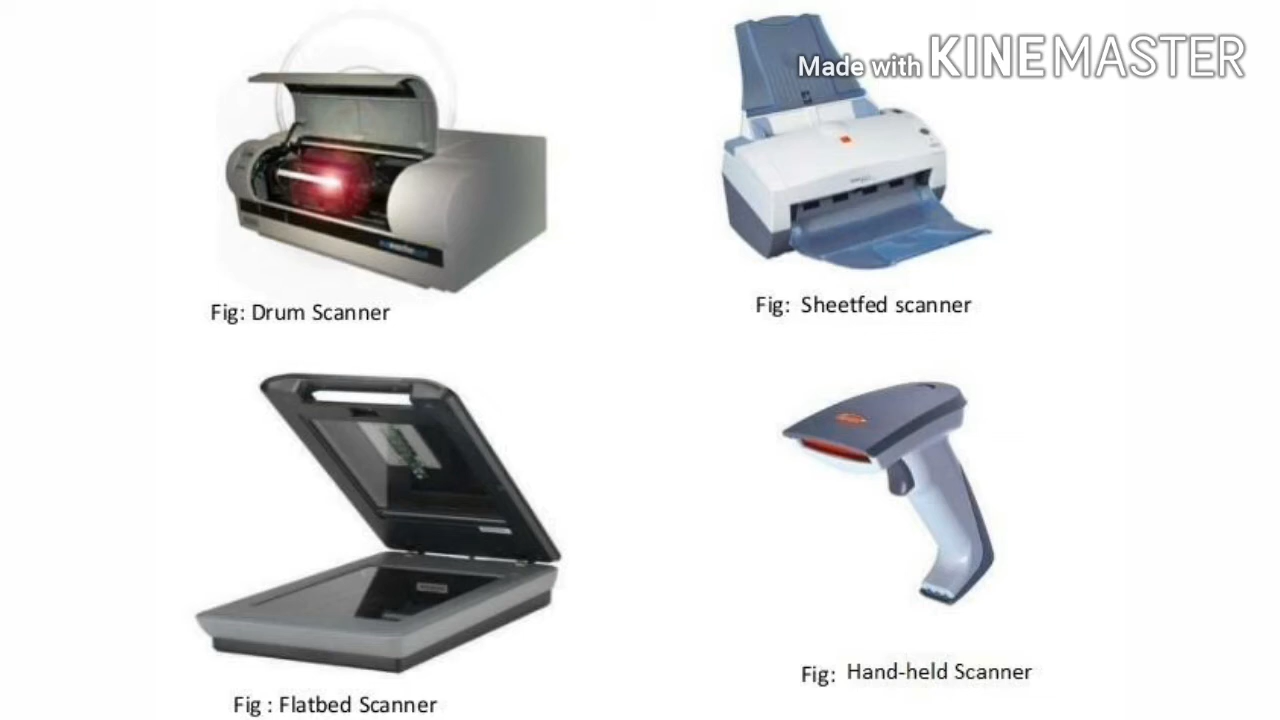 Made with KINEMASTER
Fig: Drum Scanner
Fig: Sheetfed scanner
Fig : Flatbed Scanner
Fig: Hand-held Scanner